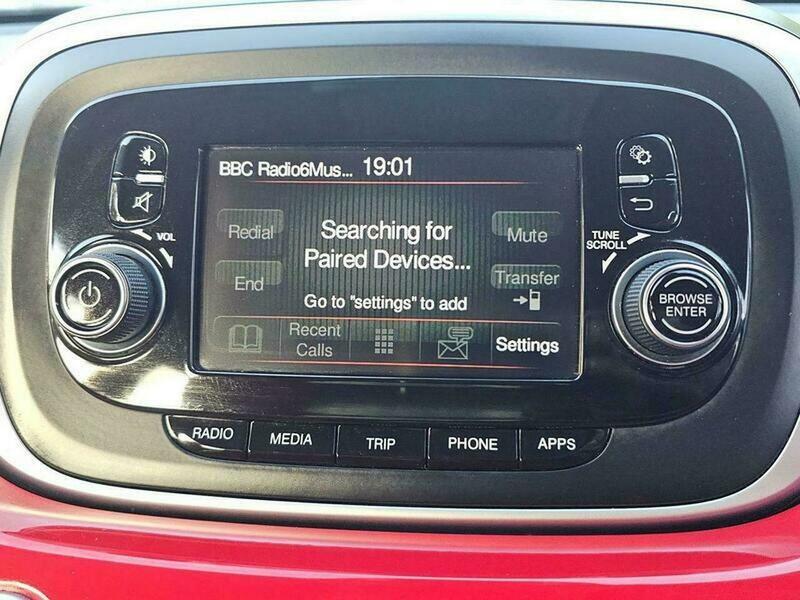 BBC Radio6Mus... 19:01
Redial
Searching for
Paired Devices...
Mute
End
Transfer
Go to "settings" to add
Recent
Calls
Settings
VOL
TUNE
SCROLL
BROWSE
ENTER
RADIO
MEDIA
TRIP
PHONE
APPS